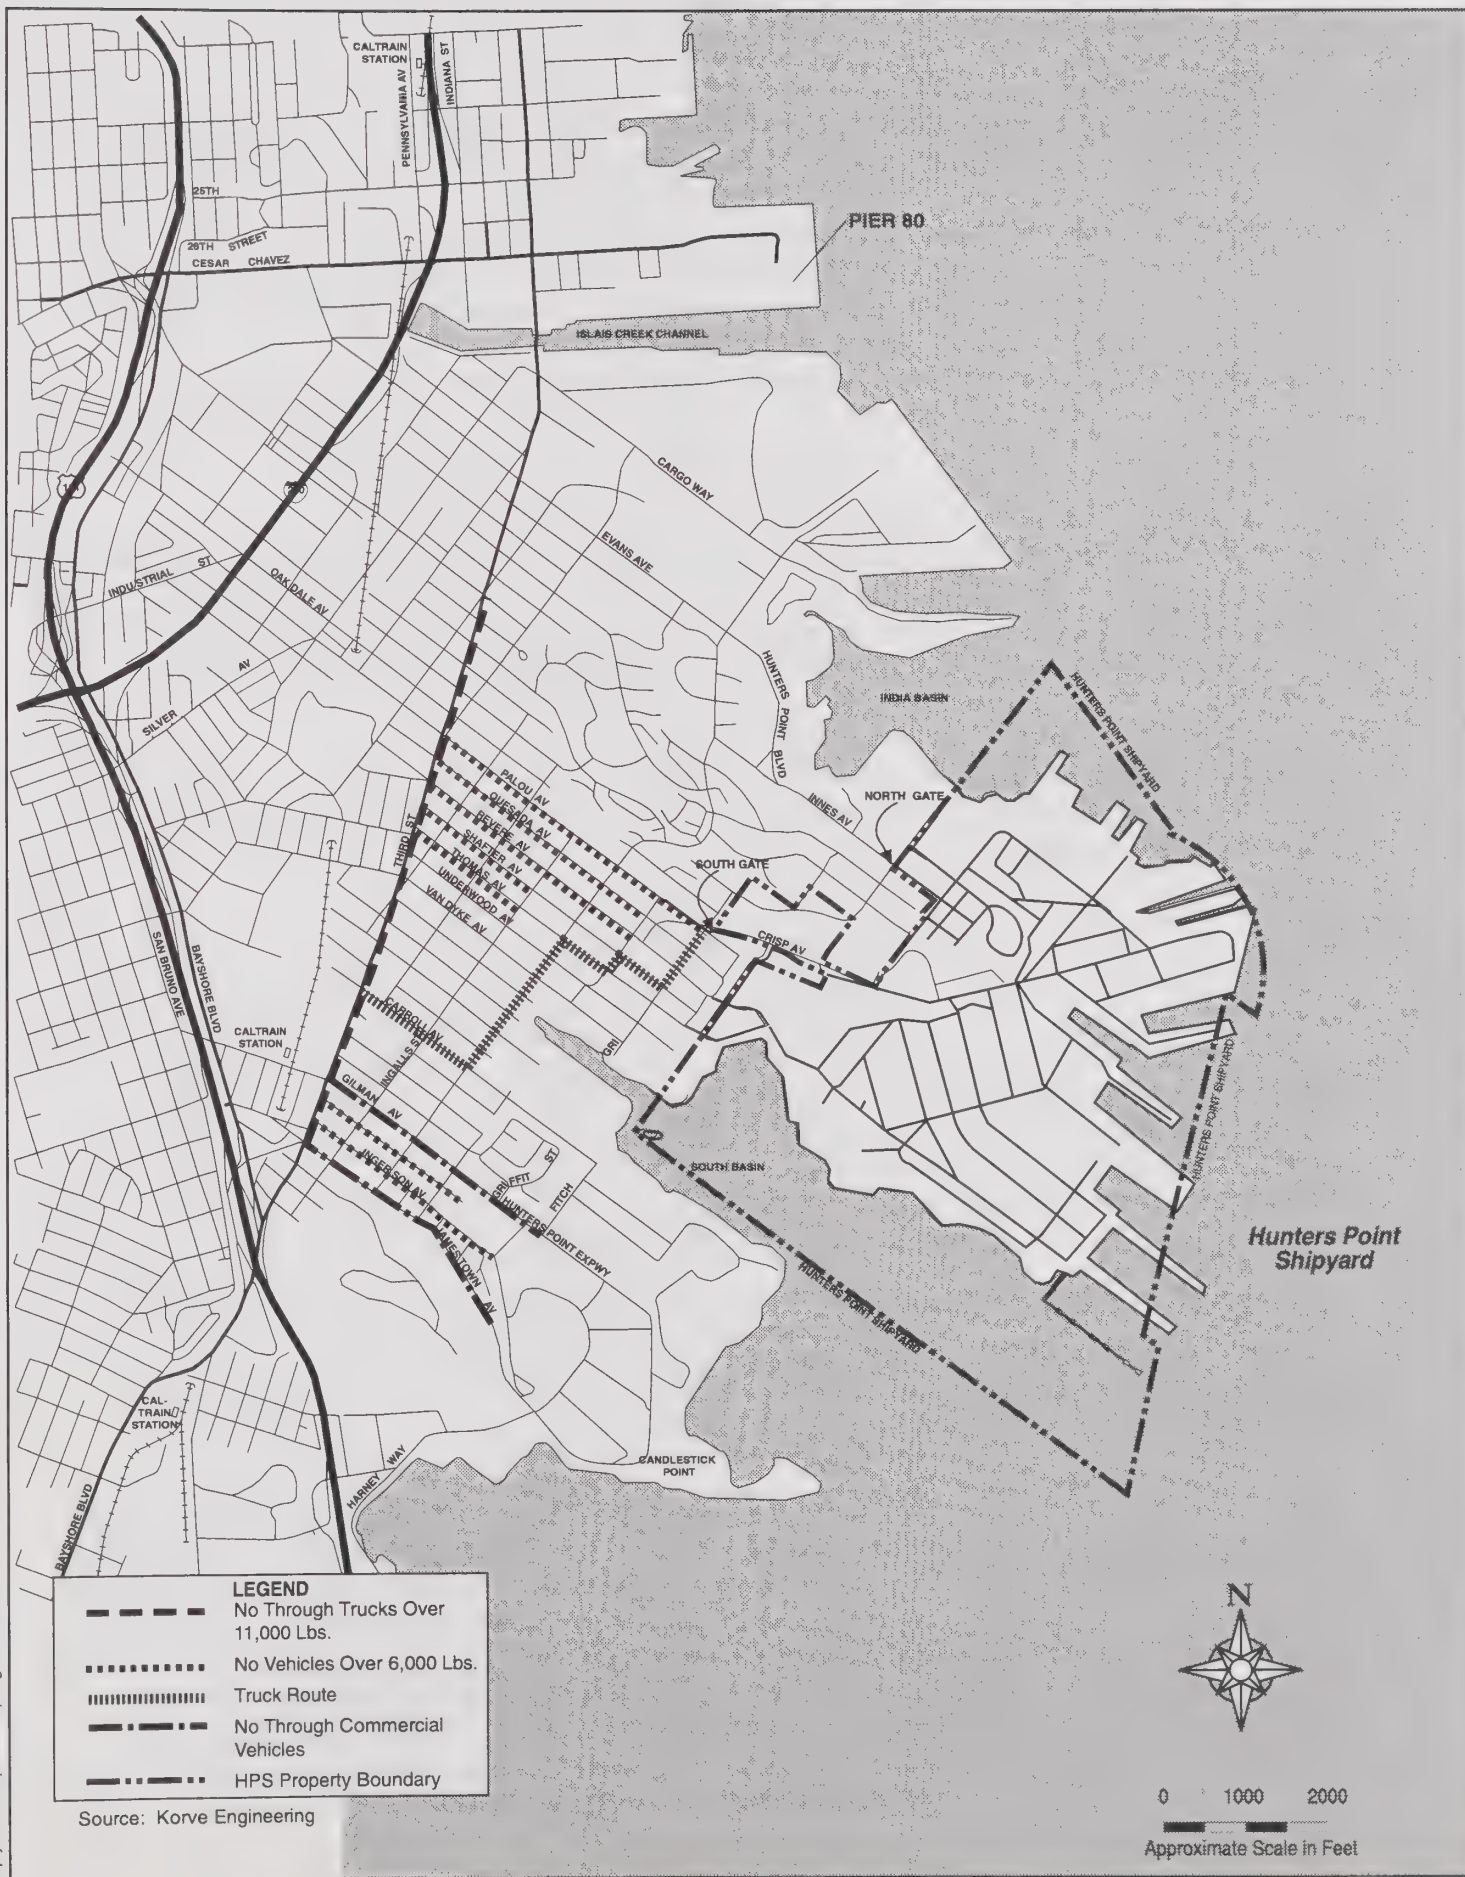 CALTRAIN
STATION
PENNSYLVANIA AV
INDIANA ST
25TH
26TH STREET
CESAR CHAVEZ
PIER 80
ISLAIS CREEK CHANNEL
CARGO WAY
EVANS AVE
INDUSTRIAL ST
OAKDALE AV
SILVER AV
HUNTERS POINT BLVD
INDIA BASIN
HUNTERS POINT SHIPYARD
INNES AV
NORTH GATE
SOUTH GATE
PALOU AV
QUESADA AV
REVERE AV
SHAFTER AV
THOMAS AV
UNDERWOOD AV
VAN DYKE AV
THIRD ST
CRISP AV
SAN BRUNO AVE
BAYSHORE BLVD
CALTRAIN
STATION
CARROLL AV
INGALLS ST
GRI
GILMAN AV
INGERSON AV
GRIFFIT ST
FITCH
HUNTERS POINT EXPWY
JAMESTOWN AV
SOUTH BASIN
HUNTERS POINT SHIPYARD
HUNTERS POINT SHIPYARD
Hunters Point
Shipyard
CAL-
TRAIN
STATION
BAYSHORE BLVD
HARNEY WAY
CANDLESTICK
POINT
LEGEND
No Through Trucks Over
11,000 Lbs.
No Vehicles Over 6,000 Lbs.
Truck Route
No Through Commercial
Vehicles
HPS Property Boundary
Source: Korve Engineering
N
0 1000 2000
Approximate Scale in Feet